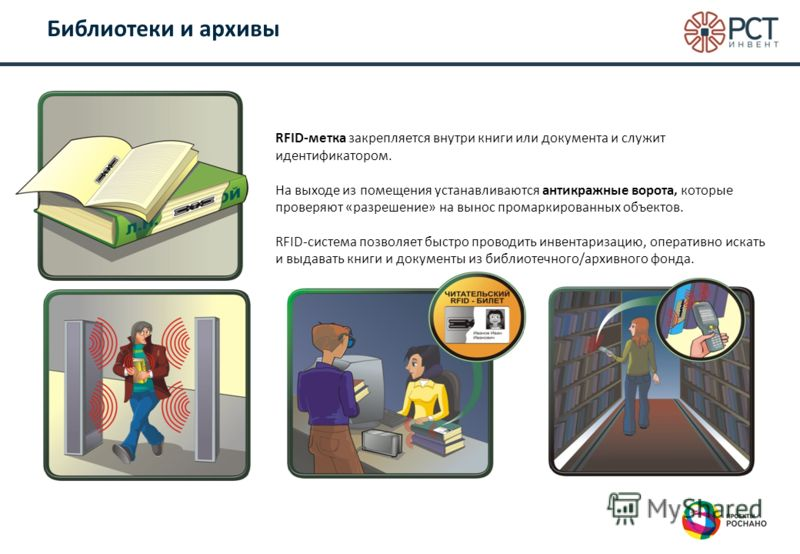 Библиотеки и архивы
РСТ
ИНВЕНТ
RFID-метка закрепляется внутри книги или документа и служит
идентификатором.
На выходе из помещения устанавливаются антикражные ворота, которые
проверяют «разрешение» на вынос промаркированных объектов.
RFID-система позволяет быстро проводить инвентаризацию, оперативно искать
и выдавать книги и документы из библиотечного/архивного фонда.
ЧИТАТЕЛЬСКИЙ
RFID - БИЛЕТ
Иванов Иван
Иванович
MyShared
ПРОЕКТЫ
РОСНАНО